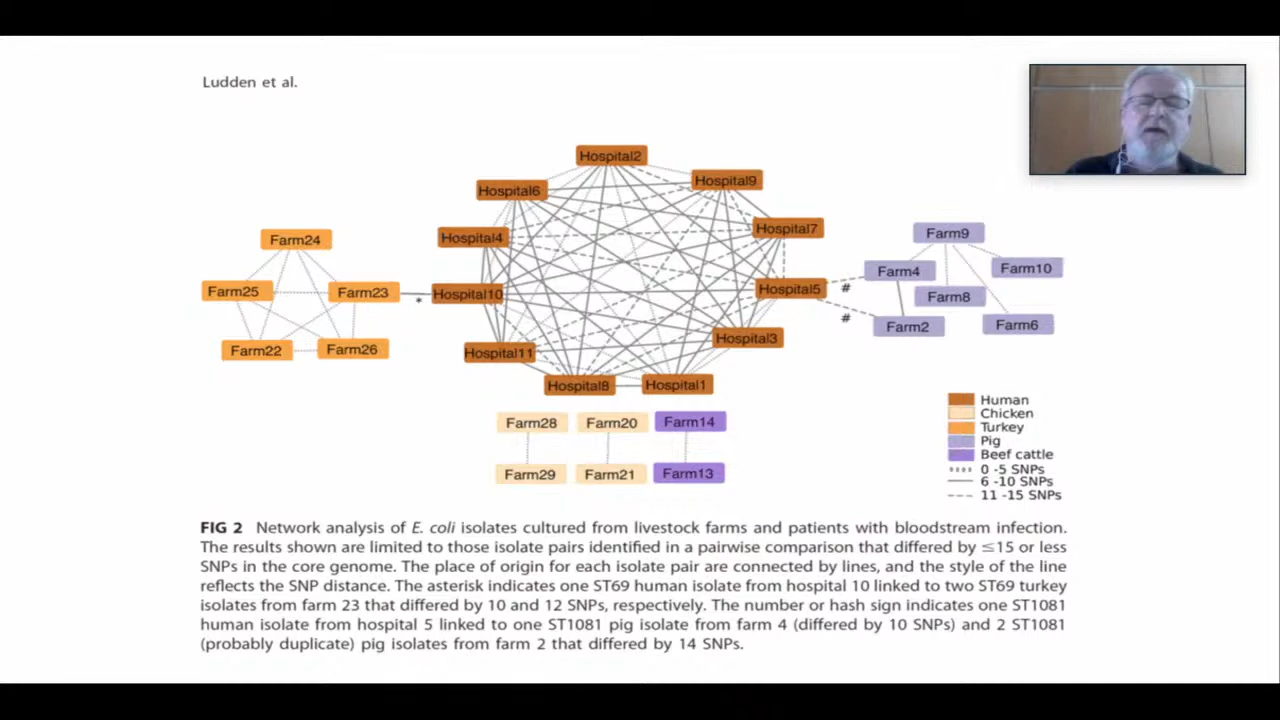 Ludden et al.
Hospital2
Hospital6
Hospital9
Hospital4
Hospital7
Hospital10
Hospital5
Hospital11
Hospital3
Hospital8
Hospital1
Farm24
Farm25
Farm23
*
Farm22
Farm26
#
#
Farm9
Farm4
Farm10
Farm8
Farm2
Farm6
Farm28
Farm20
Farm14
Farm29
Farm21
Farm13
Human
Chicken
Turkey
Pig
Beef cattle
0 -5 SNPs
6 -10 SNPs
11 -15 SNPs
FIG 2 Network analysis of E. coli isolates cultured from livestock farms and patients with bloodstream infection.
The results shown are limited to those isolate pairs identified in a pairwise comparison that differed by ≤15 or less
SNPs in the core genome. The place of origin for each isolate pair are connected by lines, and the style of the line
reflects the SNP distance. The asterisk indicates one ST69 human isolate from hospital 10 linked to two ST69 turkey
isolates from farm 23 that differed by 10 and 12 SNPs, respectively. The number or hash sign indicates one ST1081
human isolate from hospital 5 linked to one ST1081 pig isolate from farm 4 (differed by 10 SNPs) and 2 ST1081
(probably duplicate) pig isolates from farm 2 that differed by 14 SNPs.